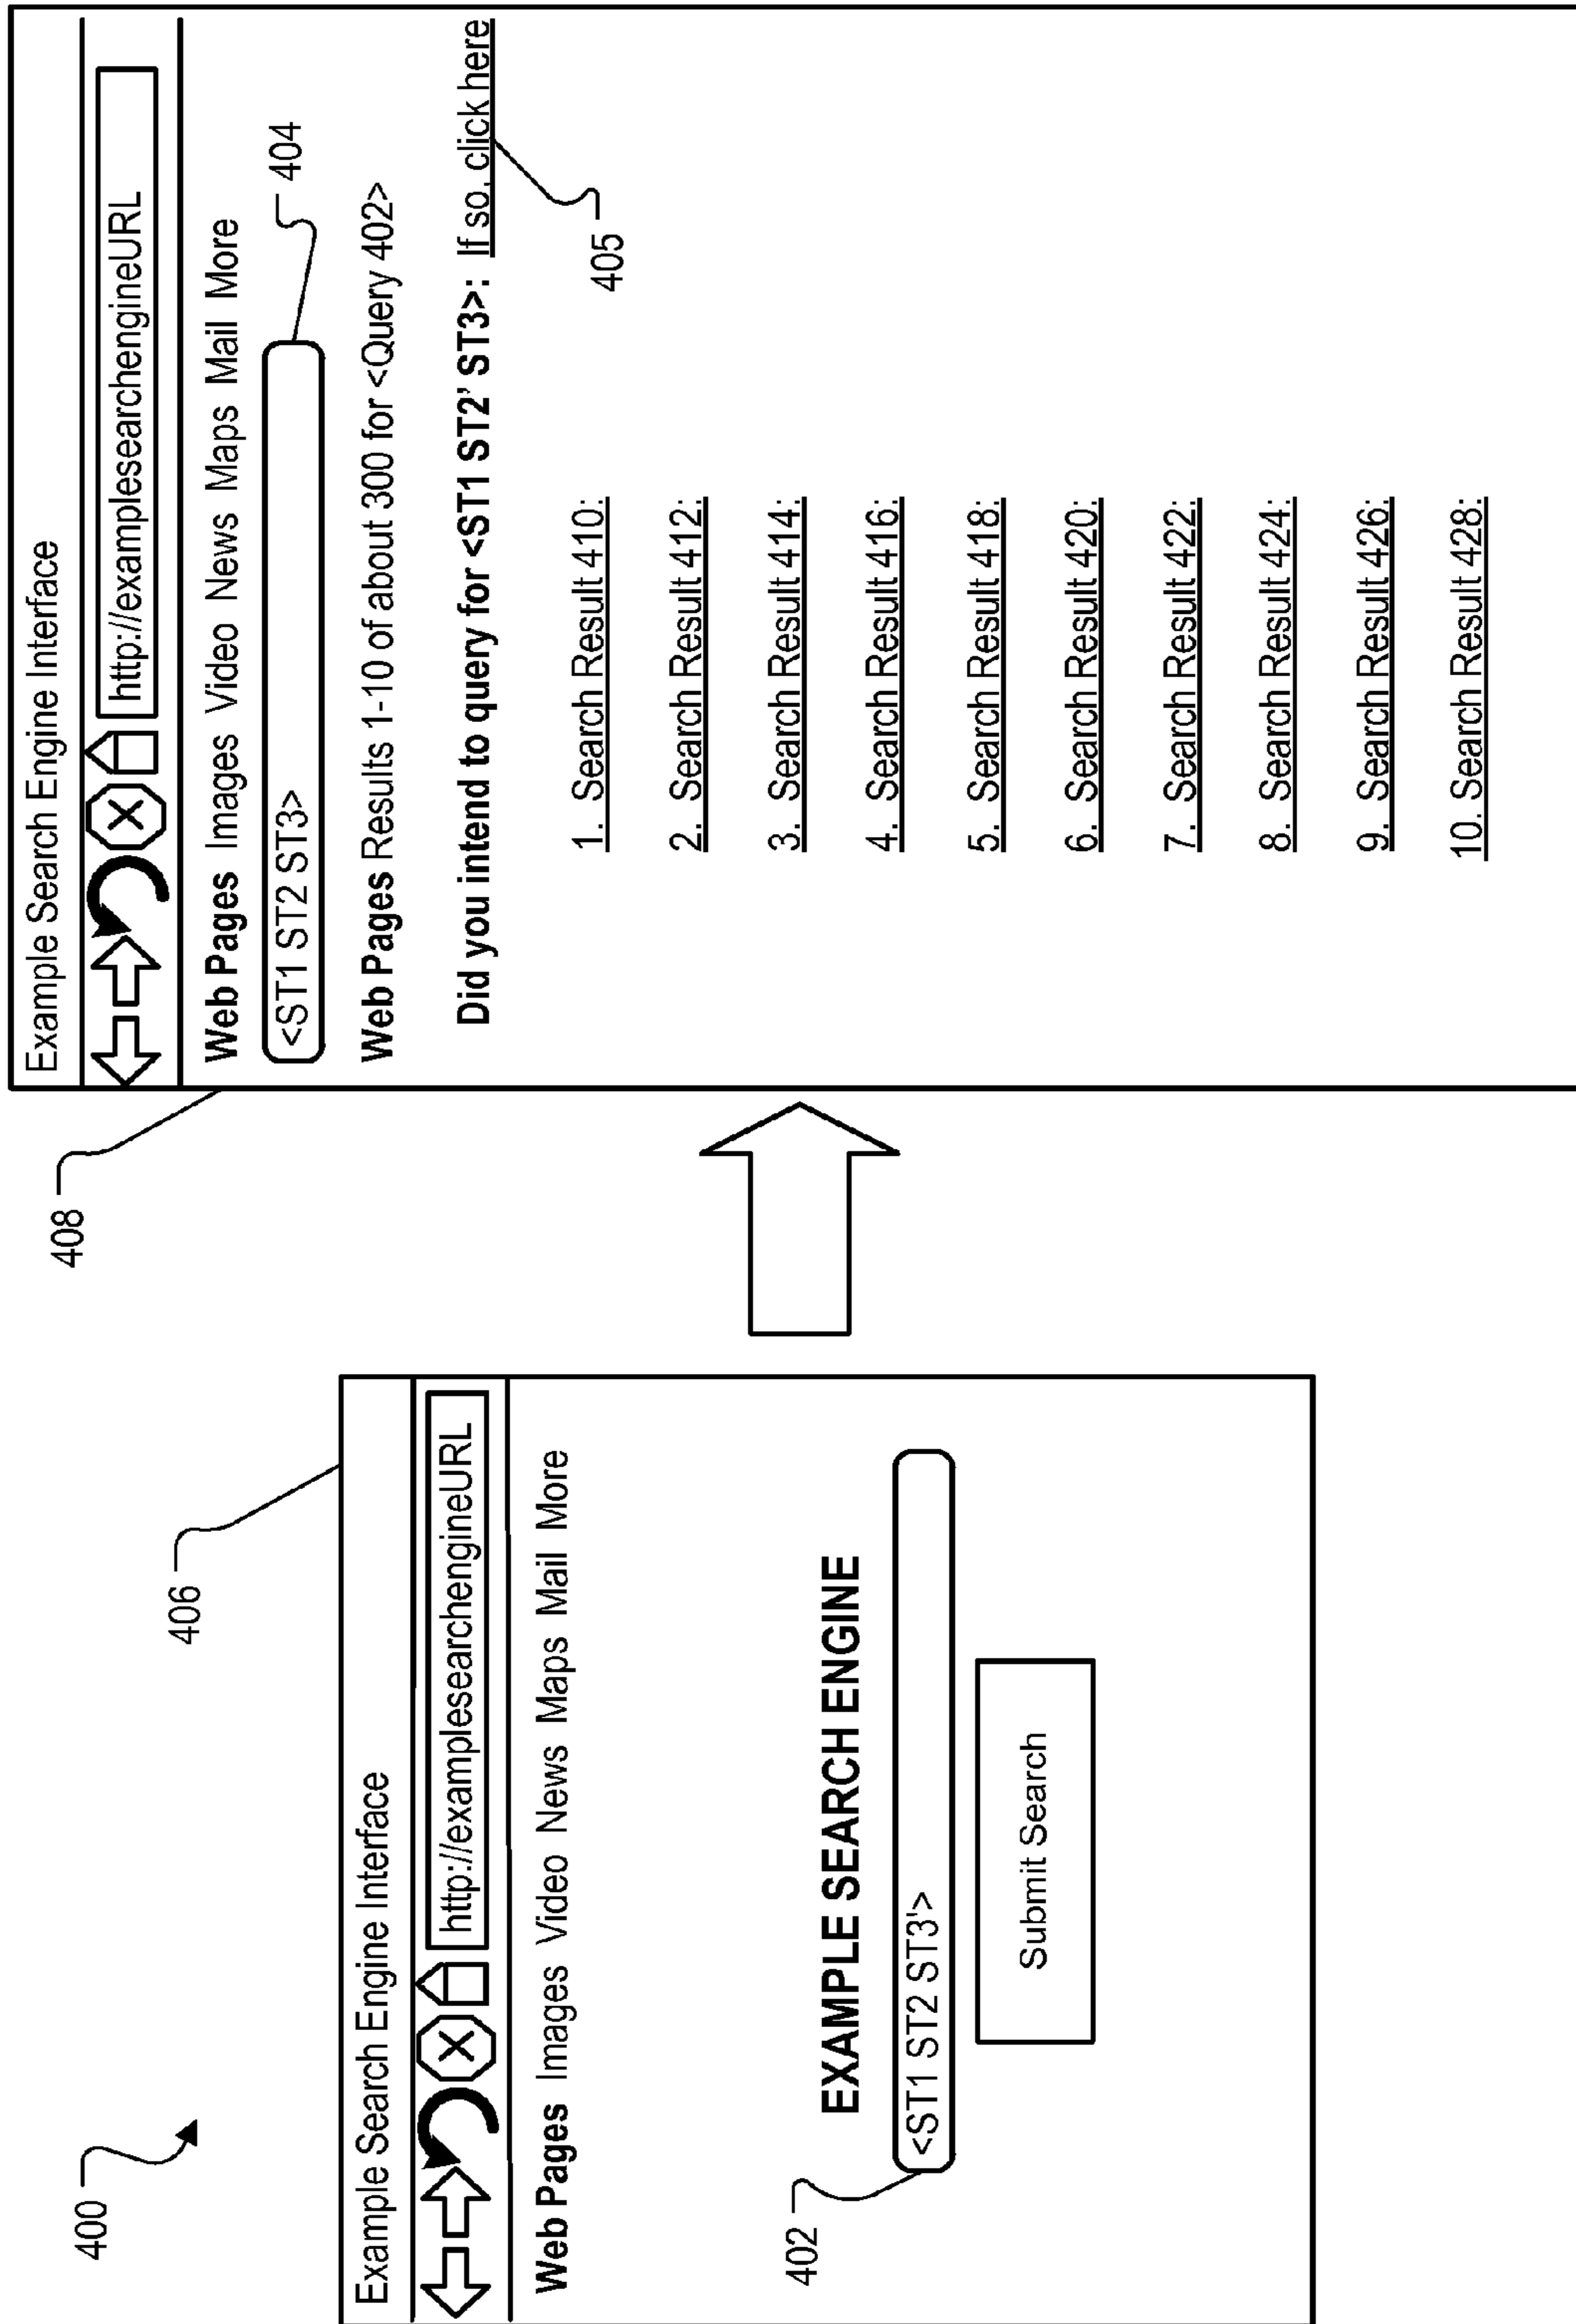 400
406
Example Search Engine Interface
http://examplesearchengineURL
Web Pages Images Video News Maps Mail More
EXAMPLE SEARCH ENGINE
402
<ST1 ST2 ST3'>
Submit Search
408
Example Search Engine Interface
http://examplesearchengineURL
Web Pages Images Video News Maps Mail More
<ST1 ST2 ST3>
404
Web Pages Results 1-10 of about 300 for <Query 402>
Did you intend to query for <ST1 ST2' ST3>: If so, click here
405
1. Search Result 410:
2. Search Result 412:
3. Search Result 414:
4. Search Result 416:
5. Search Result 418:
6. Search Result 420:
7. Search Result 422:
8. Search Result 424:
9. Search Result 426:
10. Search Result 428: